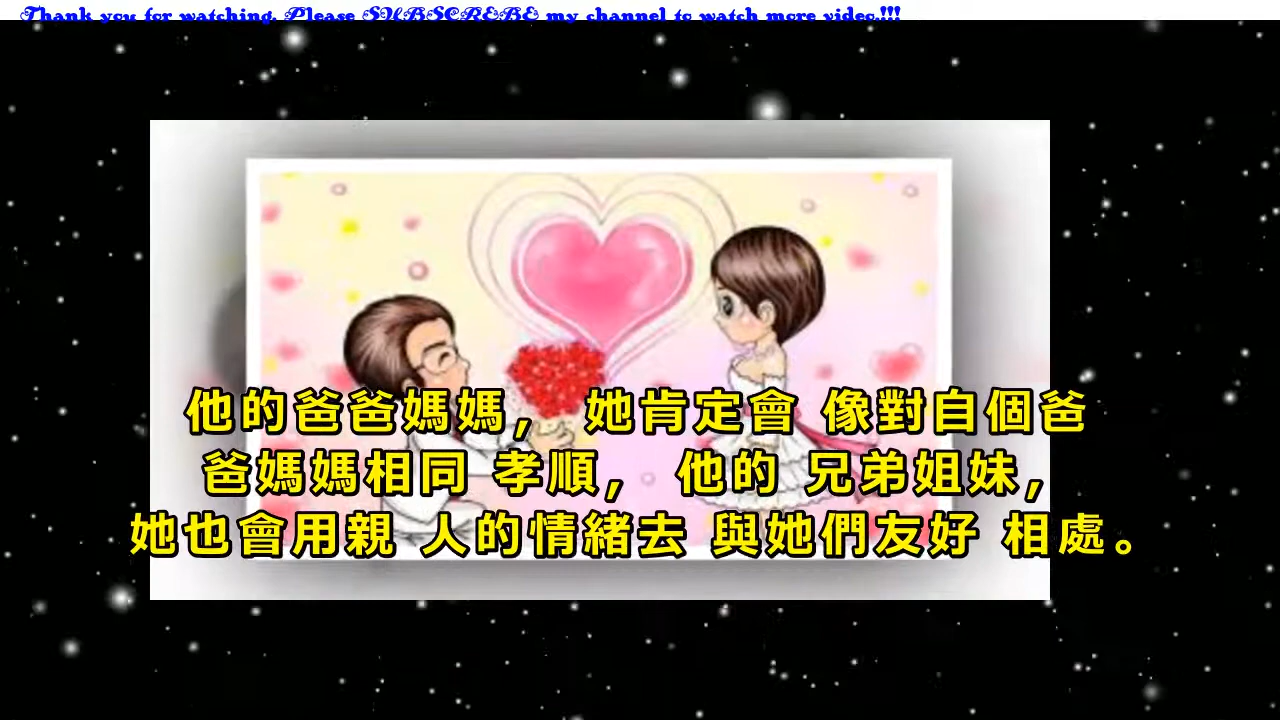 Thank you for watching. Please SUBSCREBE my channel to watch more video.!!!
他的爸爸媽媽， 她肯定會 像對自個爸
爸媽媽相同 孝順， 他的 兄弟姐妹，
她也會用親 人的情緒去 與她們友好 相處。